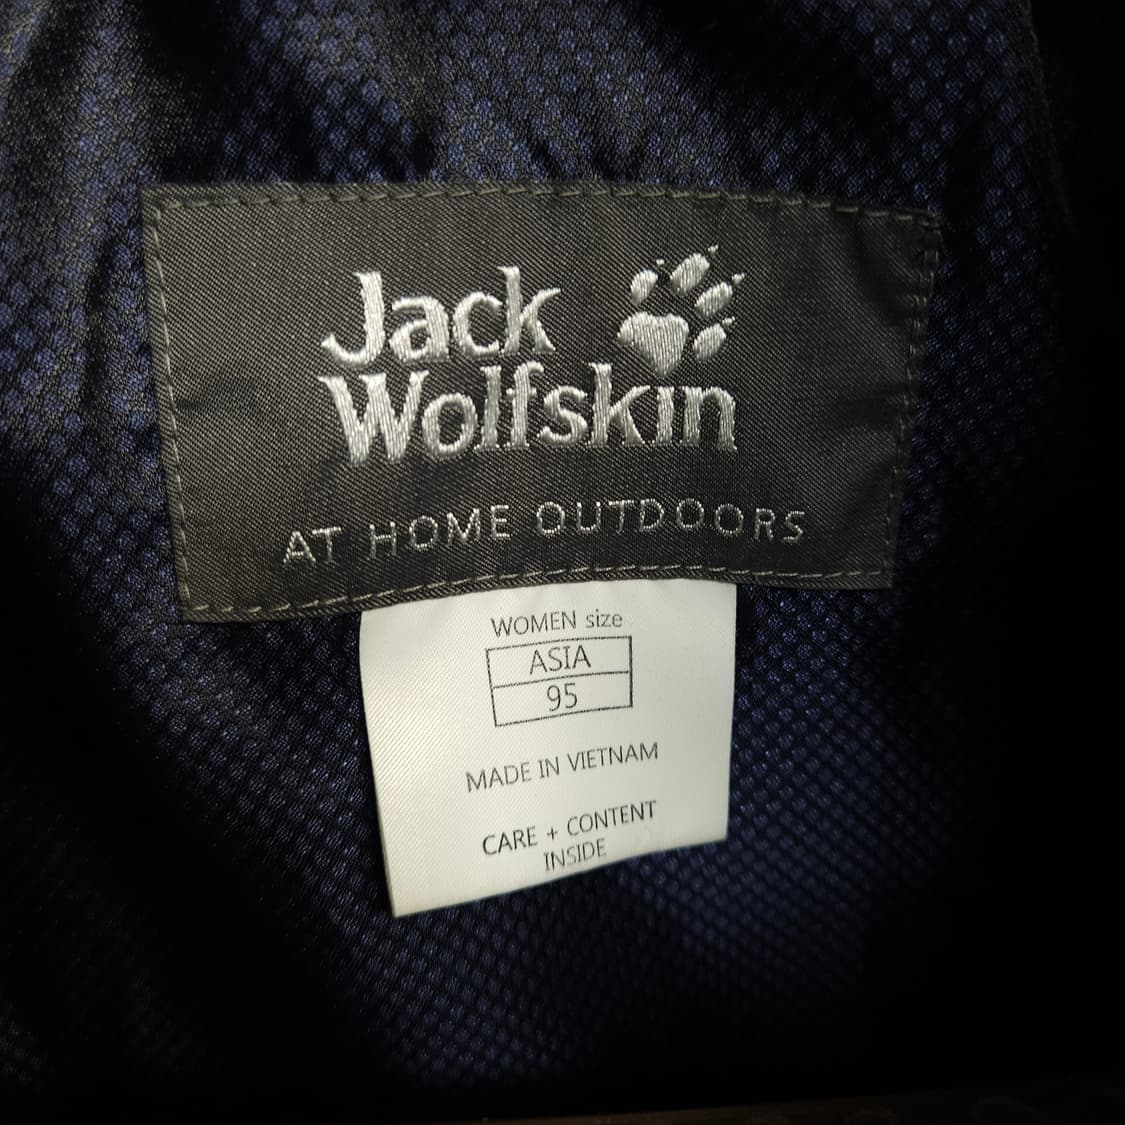 Jack
Wolfskin
AT HOME OUTDOORS
WOMEN size
ASIA
95
MADE IN VIETNAM
CARE + CONTENT
INSIDE